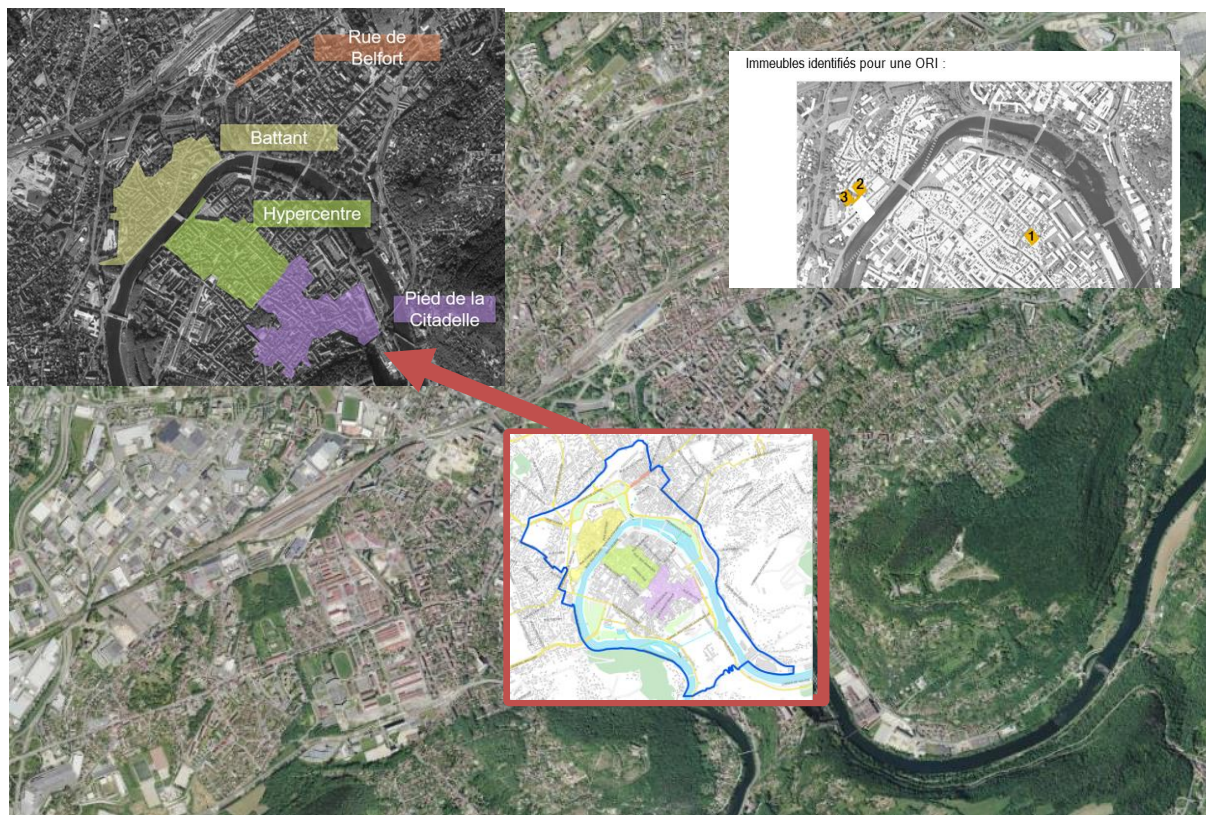 Rue de
Belfort
Battant
Hypercentre
Pied de la
Citadelle
Immeubles identifiés pour une ORI :
2
3
1